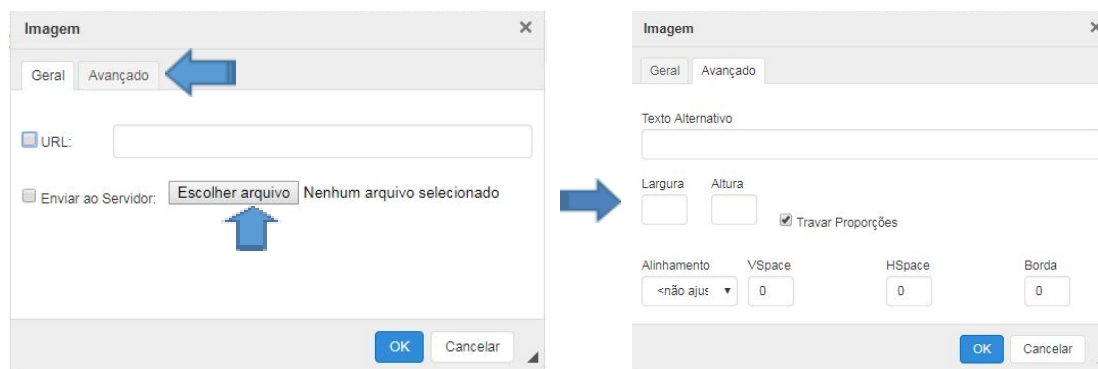 Imagem ×
Geral Avançado
URL:
Enviar ao Servidor: Escolher arquivo Nenhum arquivo selecionado
OK Cancelar
Imagem ×
Geral Avançado
Texto Alternativo
Largura Altura
Travar Proporções
Alinhamento VSpace HSpace Borda
<não ajus 0 0 0
OK Cancelar